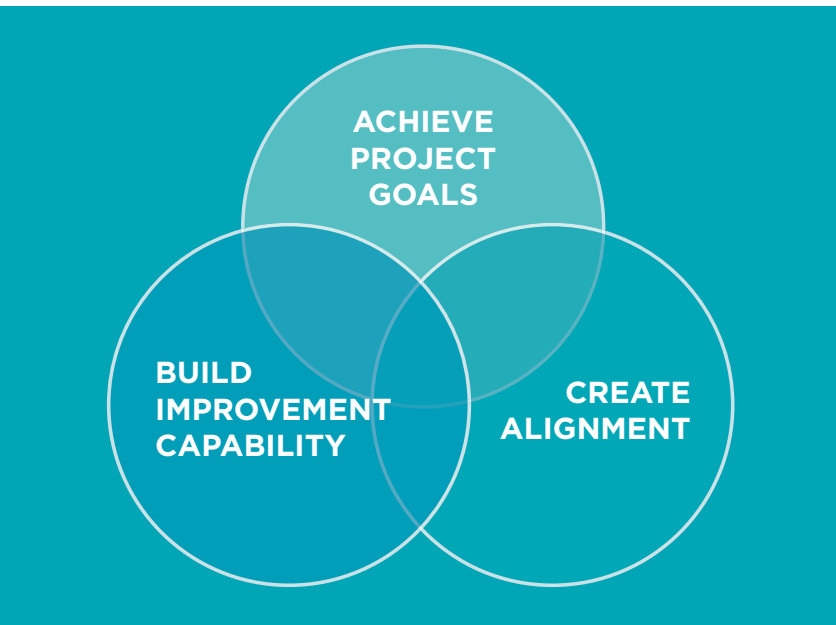 ACHIEVE
PROJECT
GOALS
BUILD
IMPROVEMENT
CAPABILITY
CREATE
ALIGNMENT